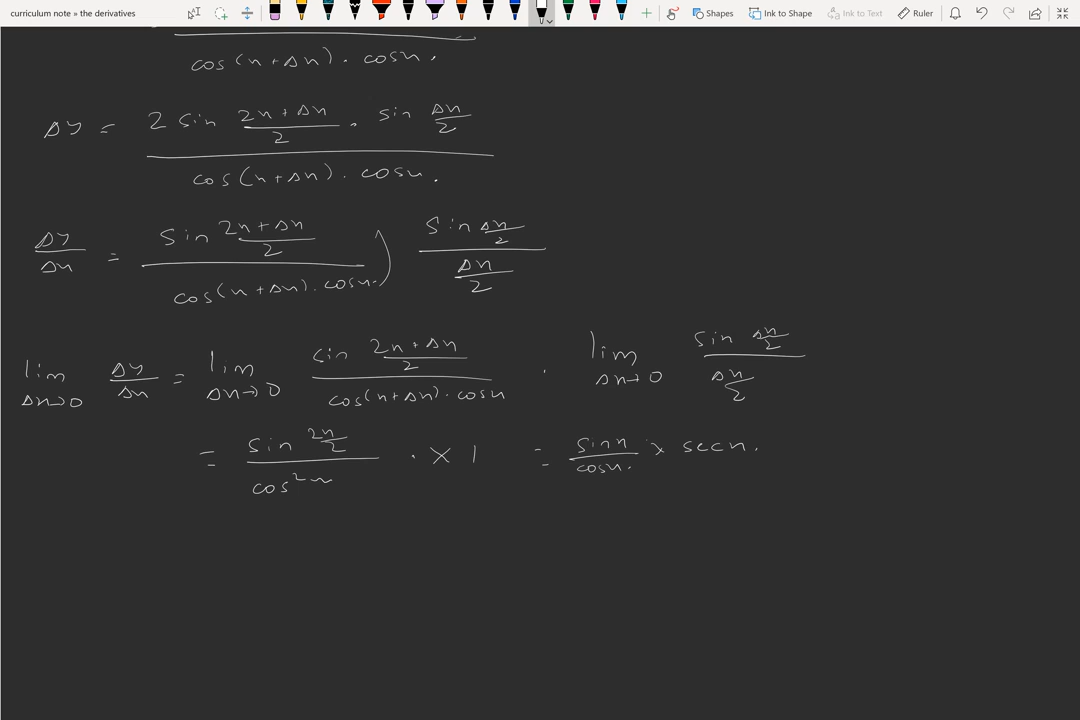 curriculum note » the derivatives
Shapes Ink to Shape Ink to Text Ruler
cos(x+Δx) . cosx.
Δy = 2 sin (2x+Δx)/2 . sin Δx/2
cos(x+Δx) . cosx.
Δy/Δx = sin (2x+Δx)/2 / cos(x+Δx) . cosx. ) sin Δx/2 / Δx/2
lim Δx→0 Δy/Δx = lim Δx→0 sin (2x+Δx)/2 / cos(x+Δx) . cosx . lim Δx→0 sin Δx/2 / Δx/2
= sin 2x/2 / cos²x . × 1 = sinx / cosx. × secx.